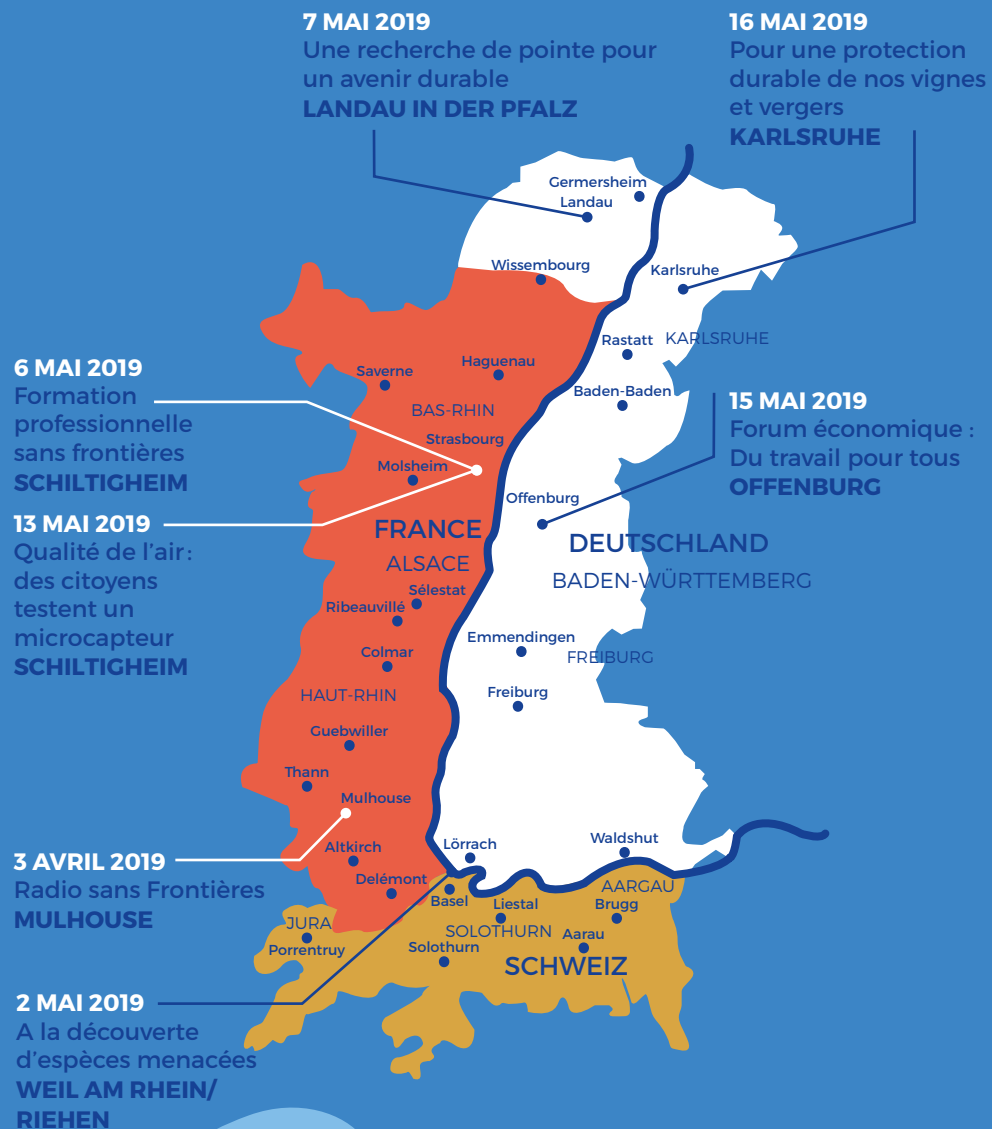 7 MAI 2019
Une recherche de pointe pour
un avenir durable
LANDAU IN DER PFALZ
16 MAI 2019
Pour une protection
durable de nos vignes
et vergers
KARLSRUHE
6 MAI 2019
Formation
professionnelle
sans frontières
SCHILTIGHEIM
13 MAI 2019
Qualité de l'air :
des citoyens
testent un
microcapteur
SCHILTIGHEIM
15 MAI 2019
Forum économique :
Du travail pour tous
OFFENBURG
3 AVRIL 2019
Radio sans Frontières
MULHOUSE
2 MAI 2019
A la découverte
d'espèces menacées
WEIL AM RHEIN/
RIEHEN
Germersheim
Landau
Wissembourg
Karlsruhe
Rastatt
KARLSRUHE
Haguenau
Saverne
Baden-Baden
BAS-RHIN
Strasbourg
Molsheim
Offenburg
FRANCE
DEUTSCHLAND
ALSACE
BADEN-WÜRTTEMBERG
Sélestat
Ribeauvillé
Emmendingen
Colmar
FREIBURG
HAUT-RHIN
Freiburg
Guebwiller
Thann
Mulhouse
Altkirch
Lörrach
Waldshut
Delémont
Basel
Liestal
AARGAU
Brugg
JURA
SOLOTHURN
Aarau
Porrentruy
Solothurn
SCHWEIZ